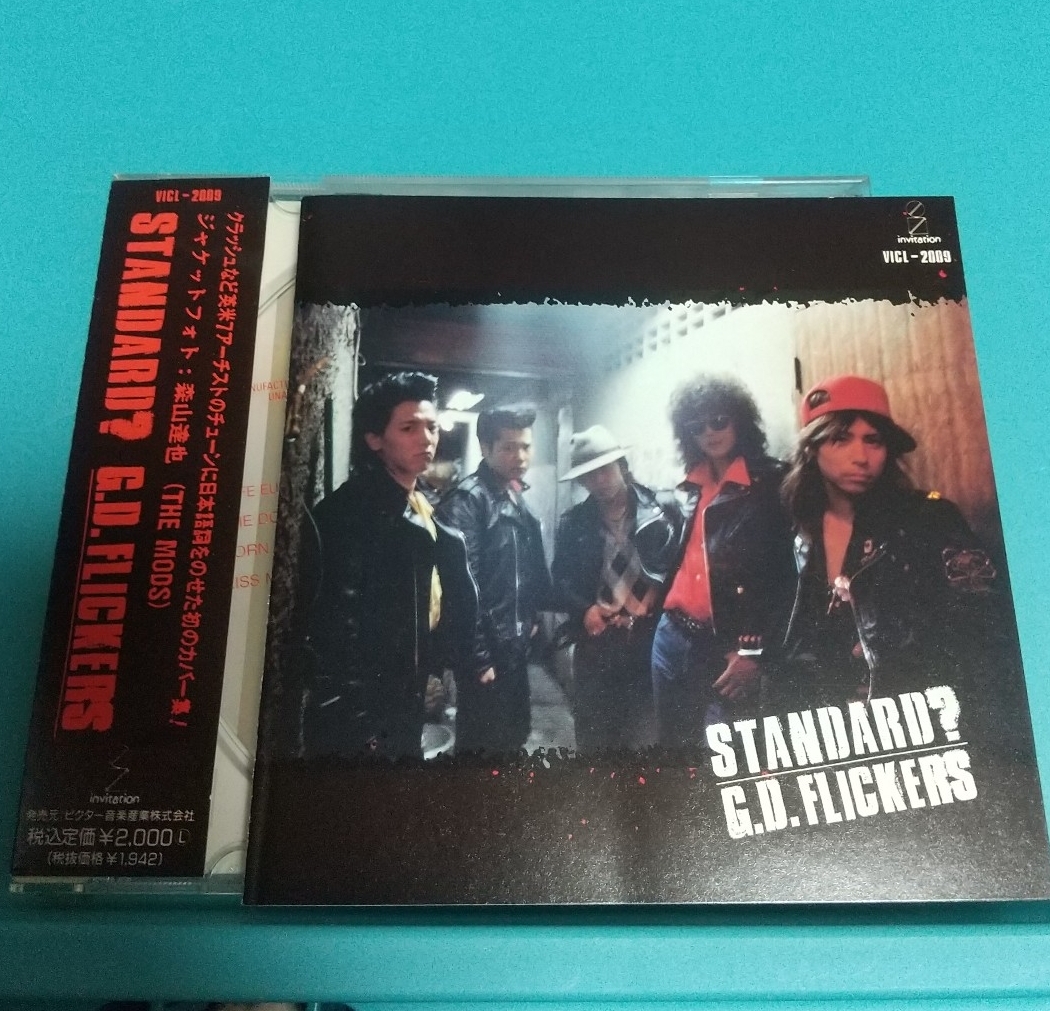 VICL-2009
クラッシュなど英米7アーチストのチューンに日本語詞をのせた初のカバー集!
ジャケットフォト:森山達也(THE MODS)
STANDARD? G.D.FLICKERS
invitation
発売元・ビクター音楽産業株式会社
税込定価¥2,000
(税抜価格¥1,942)
invitation
VICL-2009
STANDARD?
G.D.FLICKERS